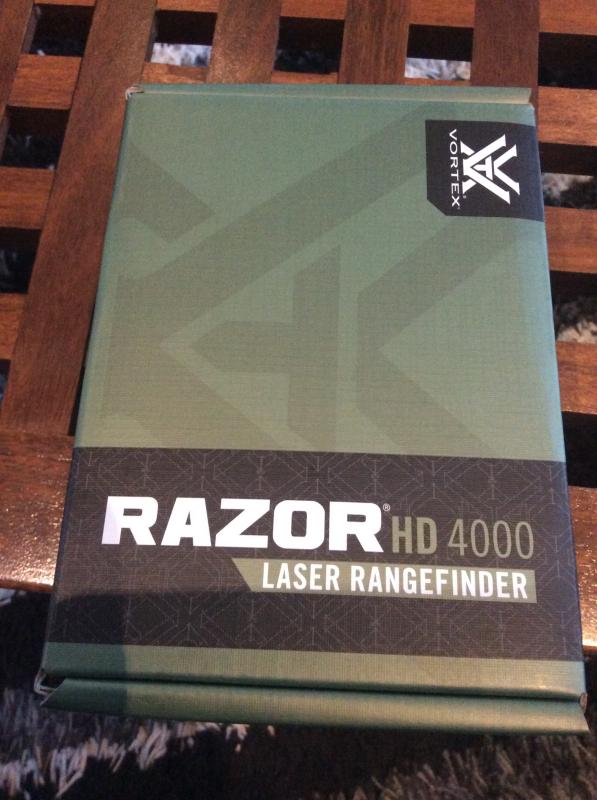 VORTEX®
RAZOR® HD 4000
LASER RANGEFINDER